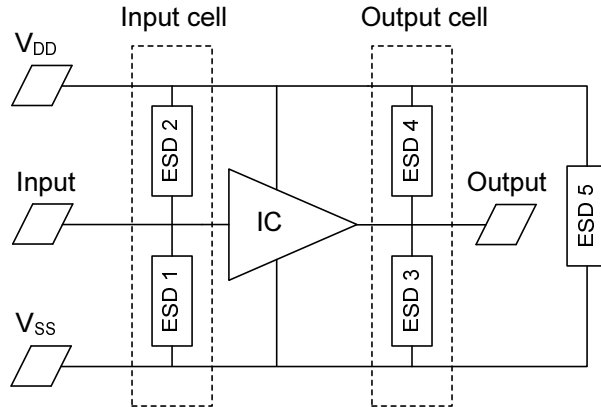 Input cell
Output cell
VDD
ESD 2
ESD 4
Input
IC
Output
ESD 5
ESD 1
ESD 3
VSS